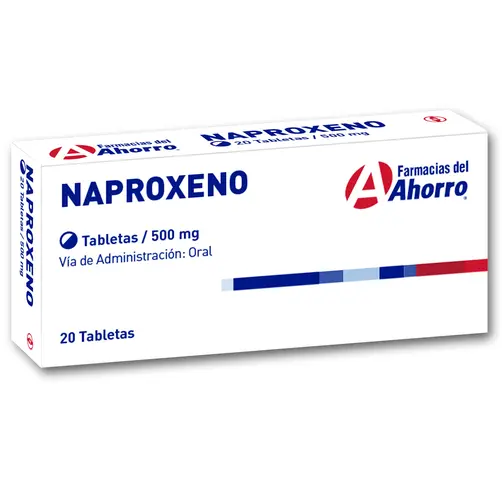 Farmacias del
Ahorro
NAPROXENO
20 Tabletas / 500 mg
NAPROXENO
20 Tabletas / 500 mg
NAPROXENO
Tabletas / 500 mg
Vía de Administración: Oral
20 Tabletas
Farmacias del
Ahorro®